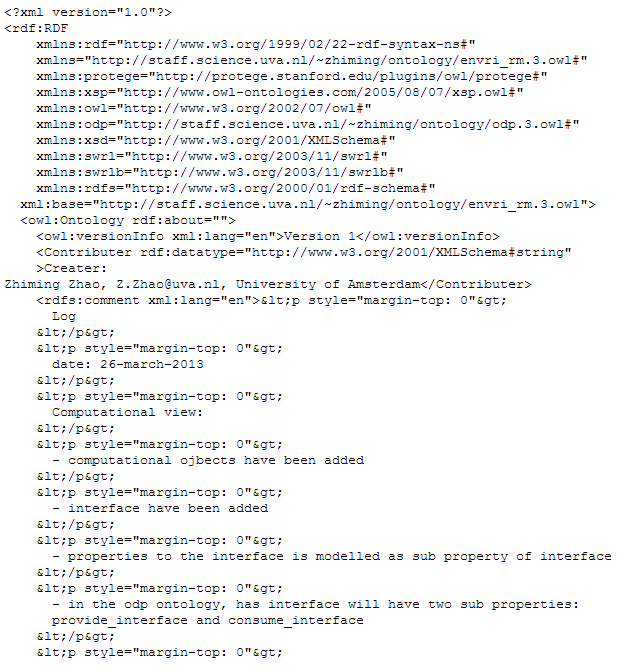 <?xml version="1.0"?>
<rdf:RDF
    xmlns:rdf="http://www.w3.org/1999/02/22-rdf-syntax-ns#"
    xmlns="http://staff.science.uva.nl/~zhiming/ontology/envri_rm.3.owl#"
    xmlns:protege="http://protege.stanford.edu/plugins/owl/protege#"
    xmlns:xsp="http://www.owl-ontologies.com/2005/08/07/xsp.owl#"
    xmlns:owl="http://www.w3.org/2002/07/owl#"
    xmlns:odp="http://staff.science.uva.nl/~zhiming/ontology/odp.3.owl#"
    xmlns:xsd="http://www.w3.org/2001/XMLSchema#"
    xmlns:swrl="http://www.w3.org/2003/11/swrl#"
    xmlns:swrlb="http://www.w3.org/2003/11/swrlb#"
    xmlns:rdfs="http://www.w3.org/2000/01/rdf-schema#"
  xml:base="http://staff.science.uva.nl/~zhiming/ontology/envri_rm.3.owl">
  <owl:Ontology rdf:about="">
    <owl:versionInfo xml:lang="en">Version 1</owl:versionInfo>
    <Contributer rdf:datatype="http://www.w3.org/2001/XMLSchema#string"
    >Creater:
Zhiming Zhao, Z.Zhao@uva.nl, University of Amsterdam</Contributer>
    <rdfs:comment xml:lang="en">&lt;p style="margin-top: 0"&gt;
      Log
    &lt;/p&gt;
    &lt;p style="margin-top: 0"&gt;
      date: 26-march-2013
    &lt;/p&gt;
    &lt;p style="margin-top: 0"&gt;
      Computational view:
    &lt;/p&gt;
    &lt;p style="margin-top: 0"&gt;
      - computational ojbects have been added
    &lt;/p&gt;
    &lt;p style="margin-top: 0"&gt;
      - interface have been added
    &lt;/p&gt;
    &lt;p style="margin-top: 0"&gt;
      - properties to the interface is modelled as sub property of interface
    &lt;/p&gt;
    &lt;p style="margin-top: 0"&gt;
      - in the odp ontology, has interface will have two sub properties:
      provide_interface and consume_interface
    &lt;/p&gt;
    &lt;p style="margin-top: 0"&gt;